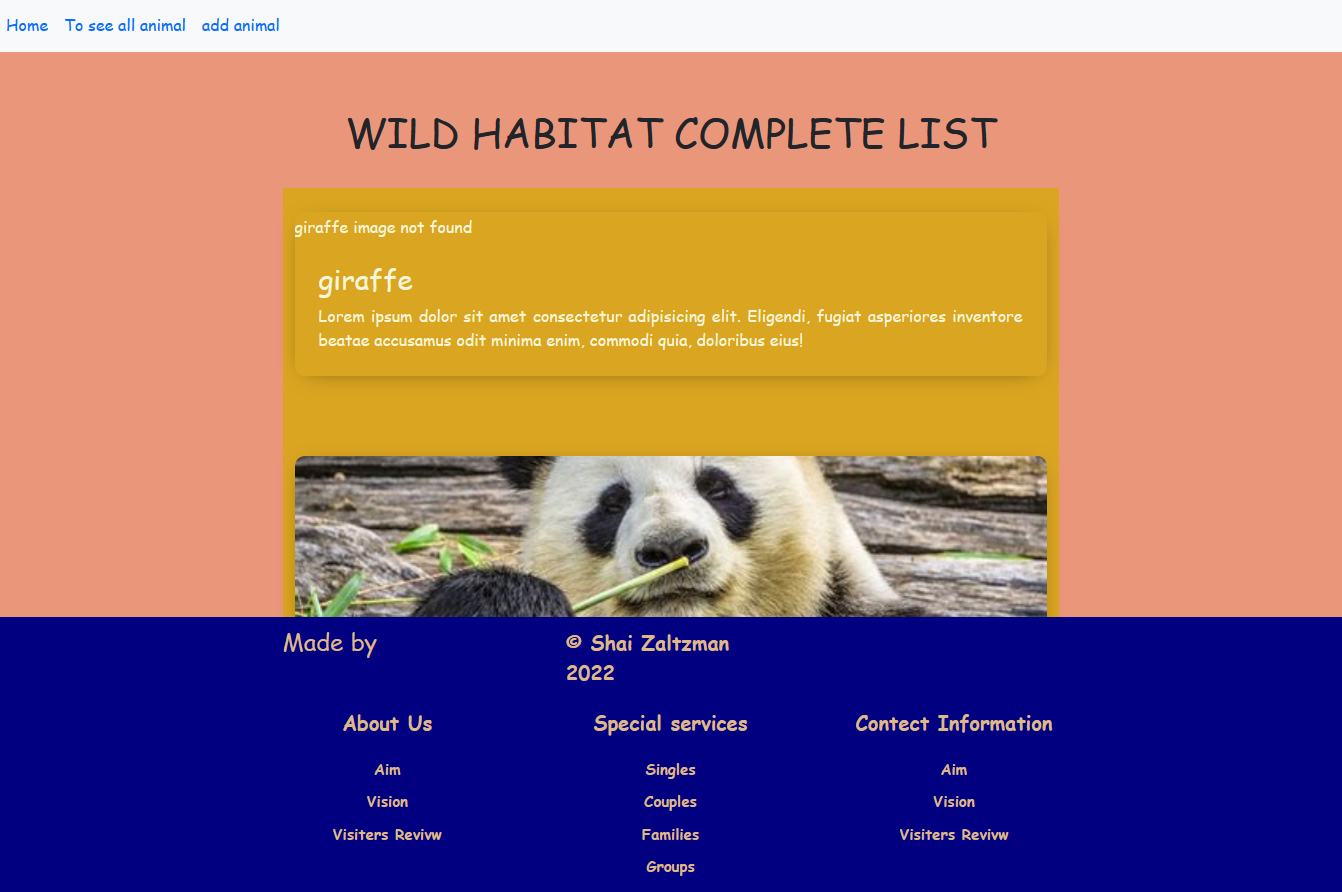 Home To see all animal add animal
WILD HABITAT COMPLETE LIST
giraffe image not found
giraffe
Lorem ipsum dolor sit amet consectetur adipisicing elit. Eligendi, fugiat asperiores inventore
beatae accusamus odit minima enim, commodi quia, doloribus eius!
Made by
© Shai Zaltzman
2022
About Us
Aim
Vision
Visiters Revivw
Special services
Singles
Couples
Families
Groups
Contect Information
Aim
Vision
Visiters Revivw